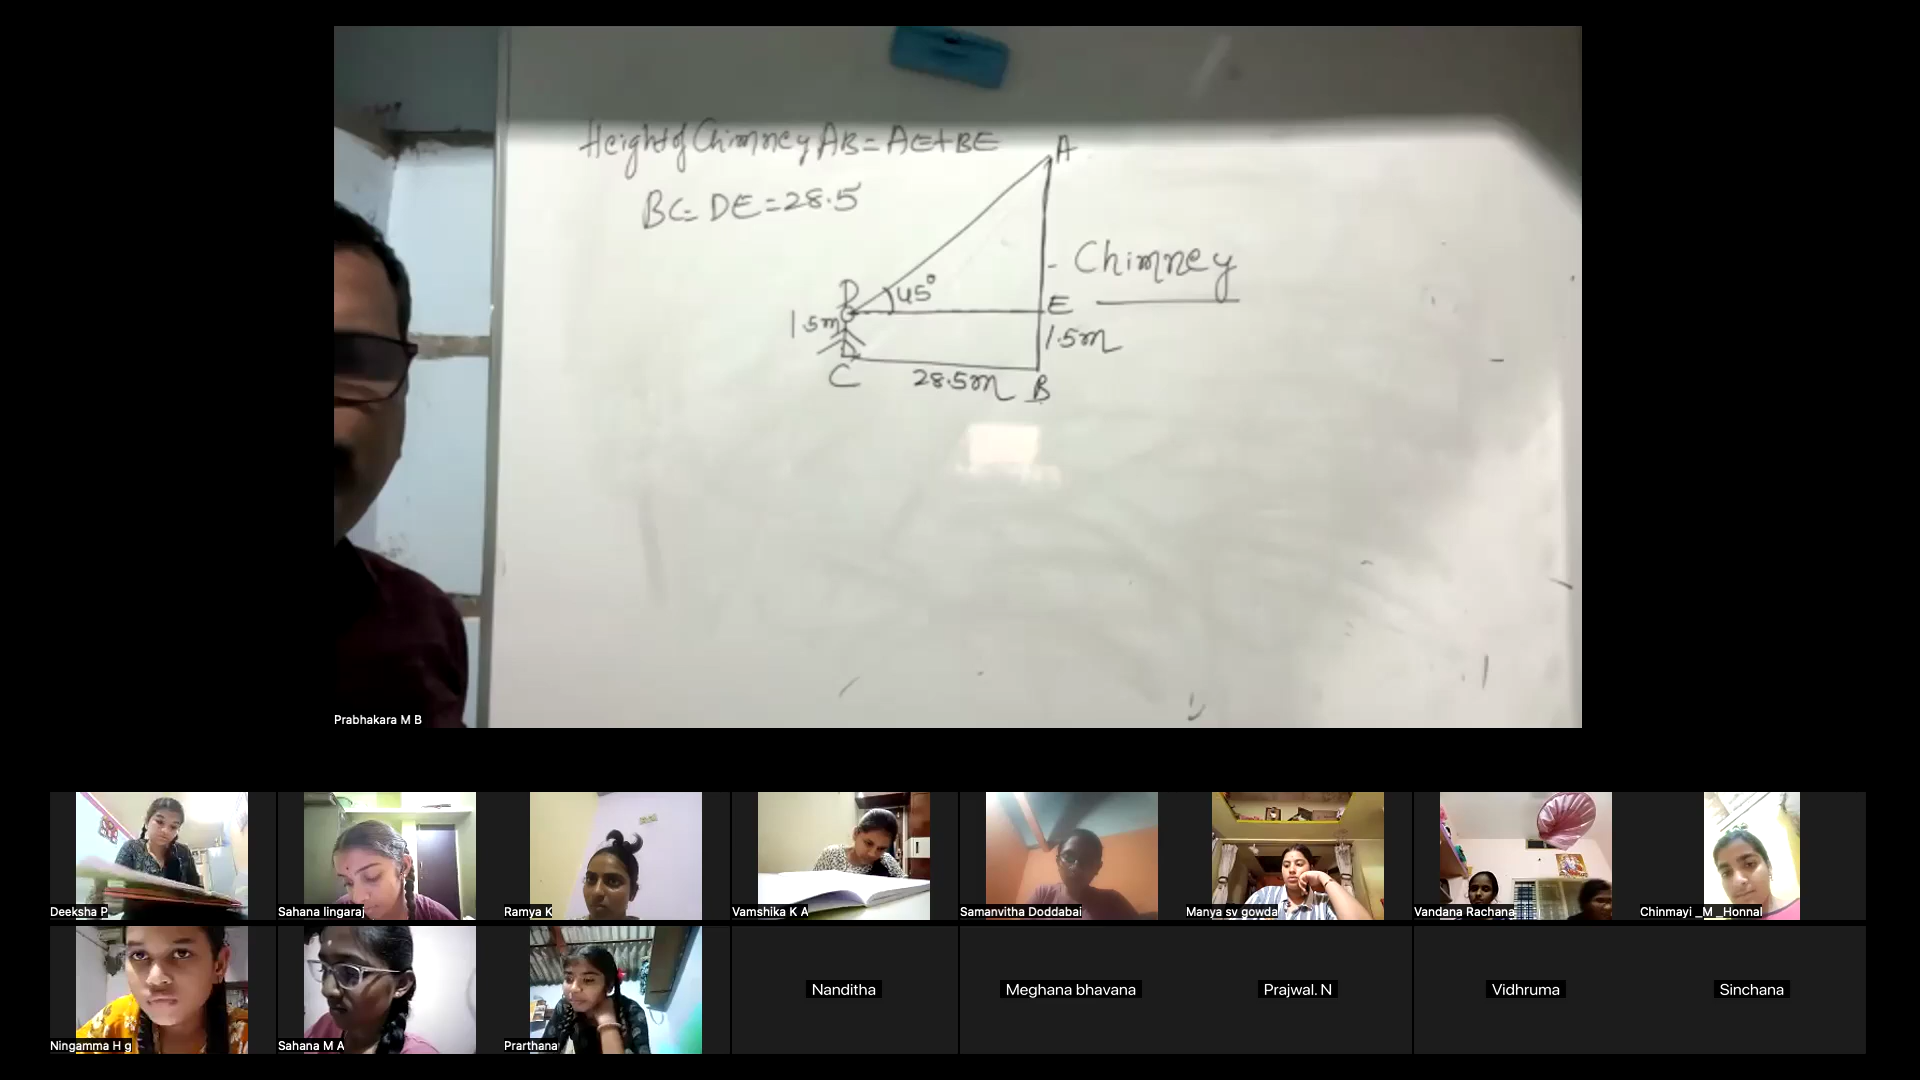 Height of Chimney AB = AE+BE
BC = DE = 28.5
A
- Chimney
D
45°
E
1.5m
1.5m
C
28.5m
B
Prabhakara M B
Deeksha P
Sahana lingaraj
Ramya K
Vamshika K A
Samanvitha Doddabai
Manya sv gowda
Vandana Rachana
Chinmayi _M _Honnal
Ningamma H g
Sahana M A
Prarthana
Nanditha
Meghana bhavana
Prajwal. N
Vidhruma
Sinchana